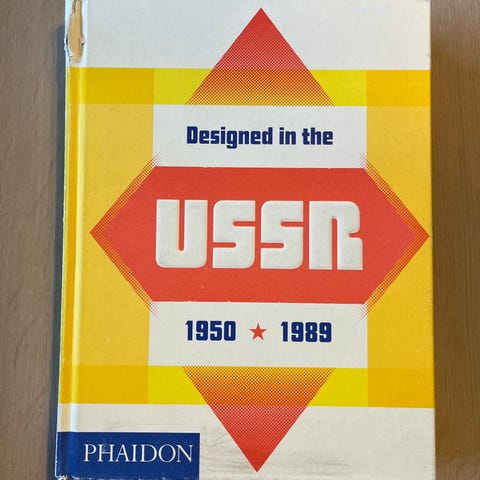 Designed in the
USSR
1950 ★ 1989
PHAIDON